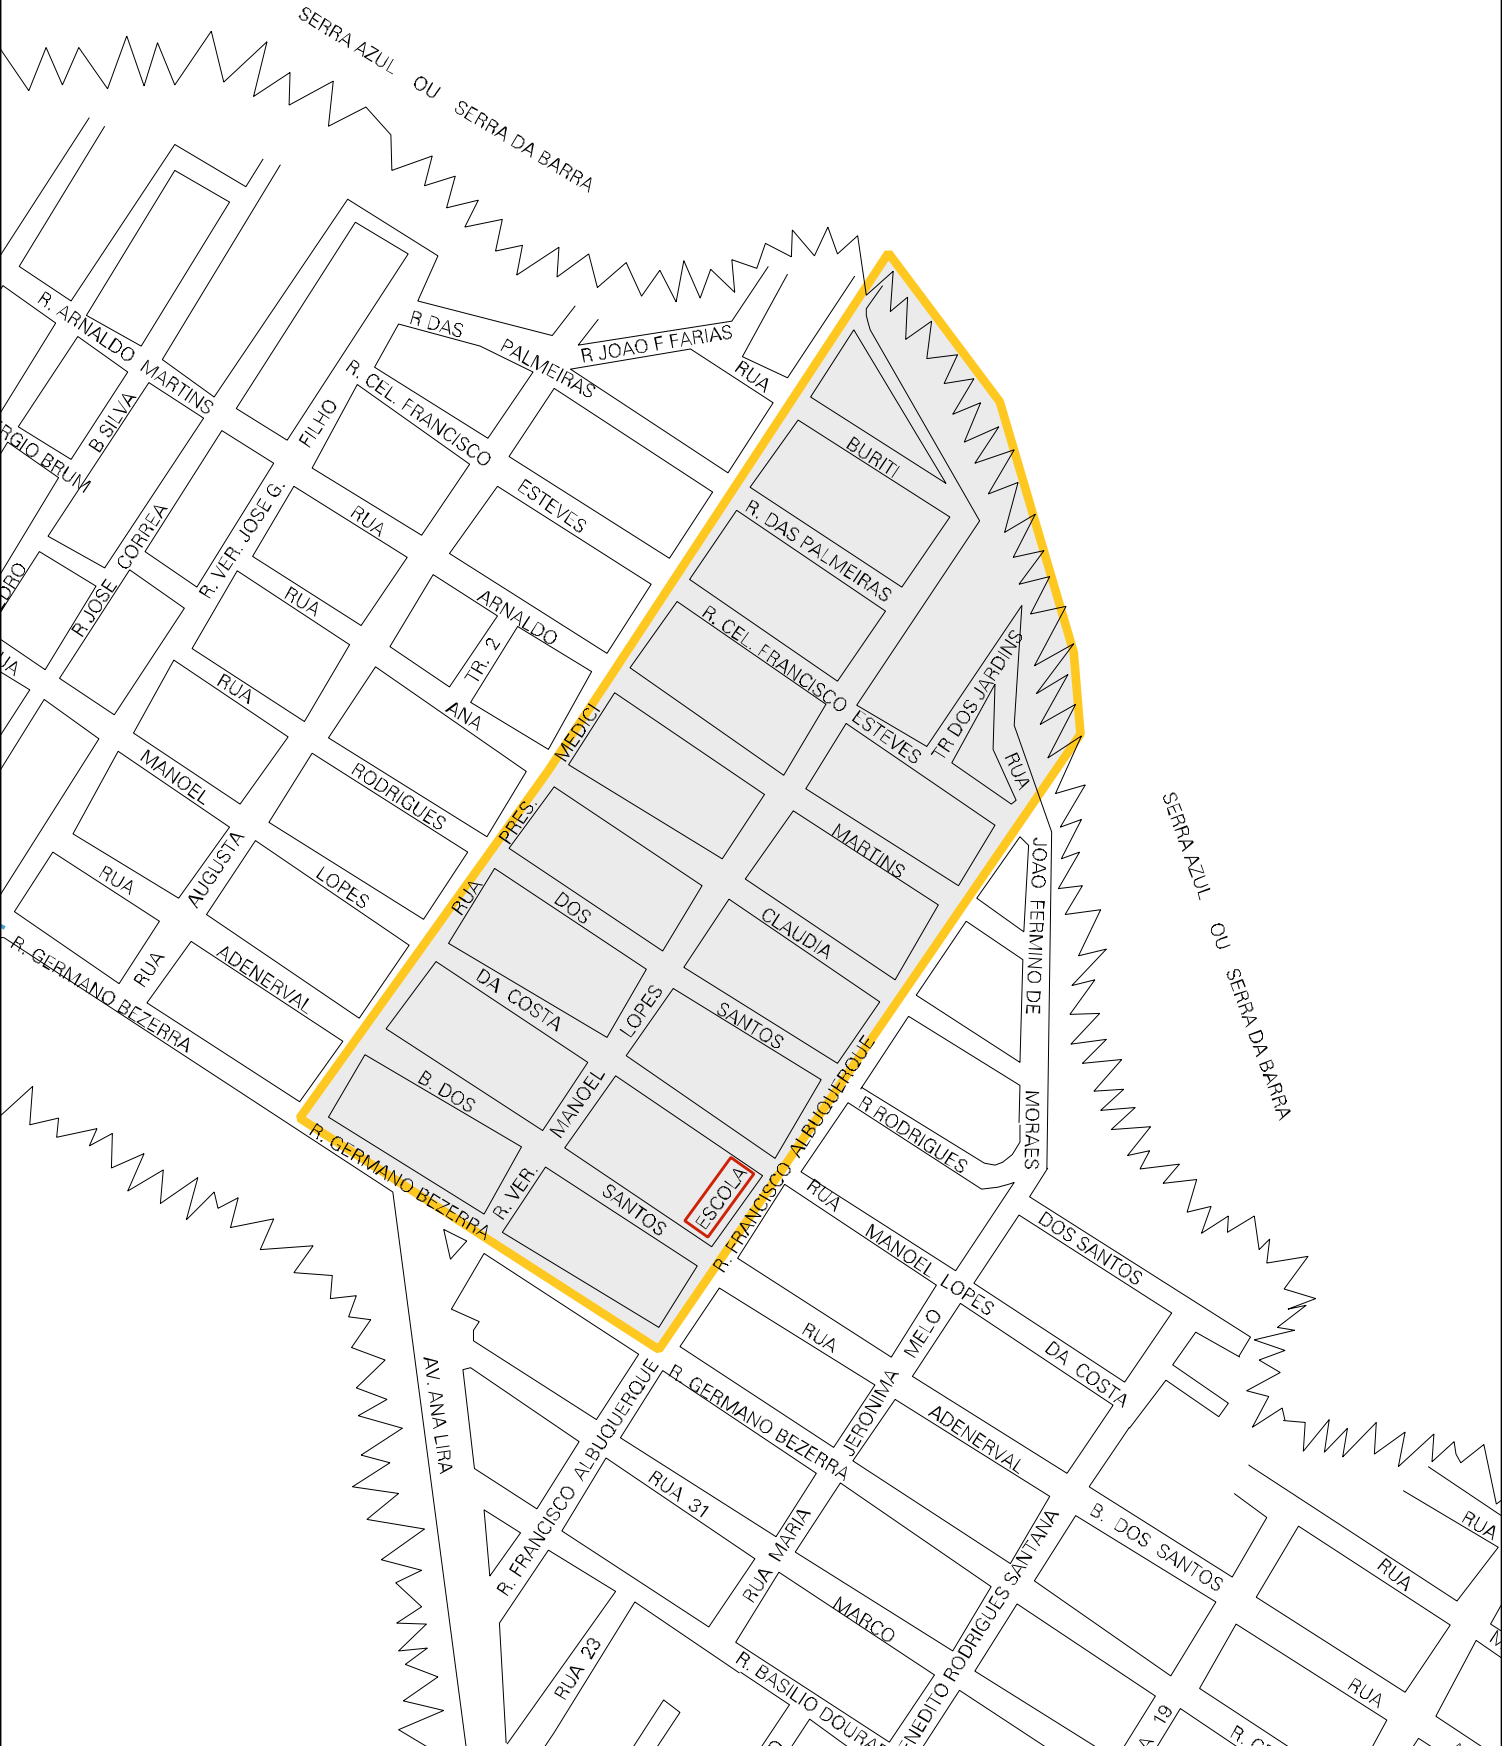 SERRA AZUL OU SERRA DA BARRA
R. ARNALDO MARTINS
R DAS PALMEIRAS
R JOAO F FARIAS
RUA
R. CEL. FRANCISCO
ESTEVES
FILHO
B SILVA
RGIO BRUM
R JOSE CORREA
R. VER. JOSE G.
RUA
RUA
RUA
ARNALDO
TR. 2
ANA
MANOEL
RODRIGUES
LOPES
RUA
AUGUSTA
RUA
ADENERVAL
R. GERMANO BEZERRA
DRO
UA
BURITI
R. DAS PALMEIRAS
R. CEL. FRANCISCO ESTEVES
TR DOS JARDINS
RUA
JOAO FERMINO DE MORAES
RUA PRES. MEDICI
MARTINS
DOS
CLAUDIA
DA COSTA
SANTOS
B. DOS
SANTOS
R. VER. MANOEL LOPES
ESCOLA
R. GERMANO BEZERRA
R. FRANCISCO ALBUQUERQUE
SERRA AZUL OU SERRA DA BARRA
R RODRIGUES
DOS SANTOS
RUA MANOEL LOPES
DA COSTA
RUA
ADENERVAL
B. DOS SANTOS
R. GERMANO BEZERRA
RUA MARIA JERONIMA MELO
AV. ANA LIRA
R. FRANCISCO ALBUQUERQUE
RUA 31
MARCO
RUA 23
R. BASILIO DOURA
NEDITO RODRIGUES SANTANA
RUA
RUA
RUA
19